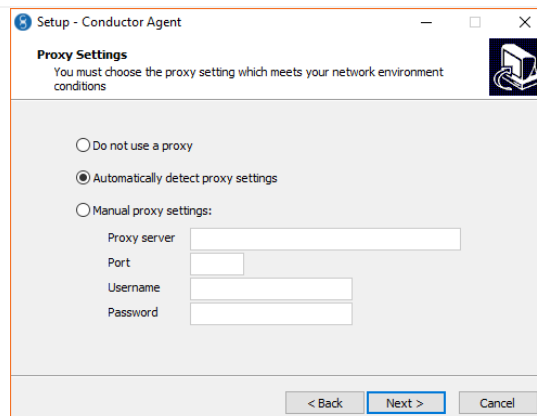 Setup - Conductor Agent
Proxy Settings
You must choose the proxy setting which meets your network environment
conditions
Do not use a proxy
Automatically detect proxy settings
Manual proxy settings:
Proxy server
Port
Username
Password
< Back Next > Cancel